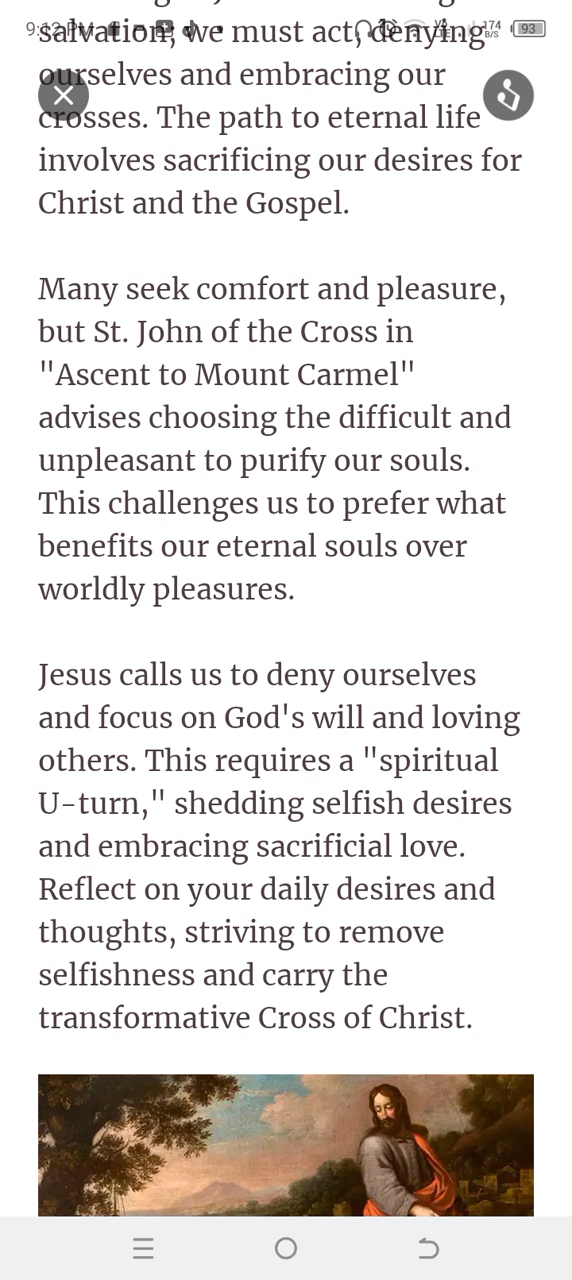 9:12 PM
174
B/S
93
salvation, we must act, denying
ourselves and embracing our
crosses. The path to eternal life
involves sacrificing our desires for
Christ and the Gospel.
Many seek comfort and pleasure,
but St. John of the Cross in
"Ascent to Mount Carmel"
advises choosing the difficult and
unpleasant to purify our souls.
This challenges us to prefer what
benefits our eternal souls over
worldly pleasures.
Jesus calls us to deny ourselves
and focus on God's will and loving
others. This requires a "spiritual
U-turn," shedding selfish desires
and embracing sacrificial love.
Reflect on your daily desires and
thoughts, striving to remove
selfishness and carry the
transformative Cross of Christ.